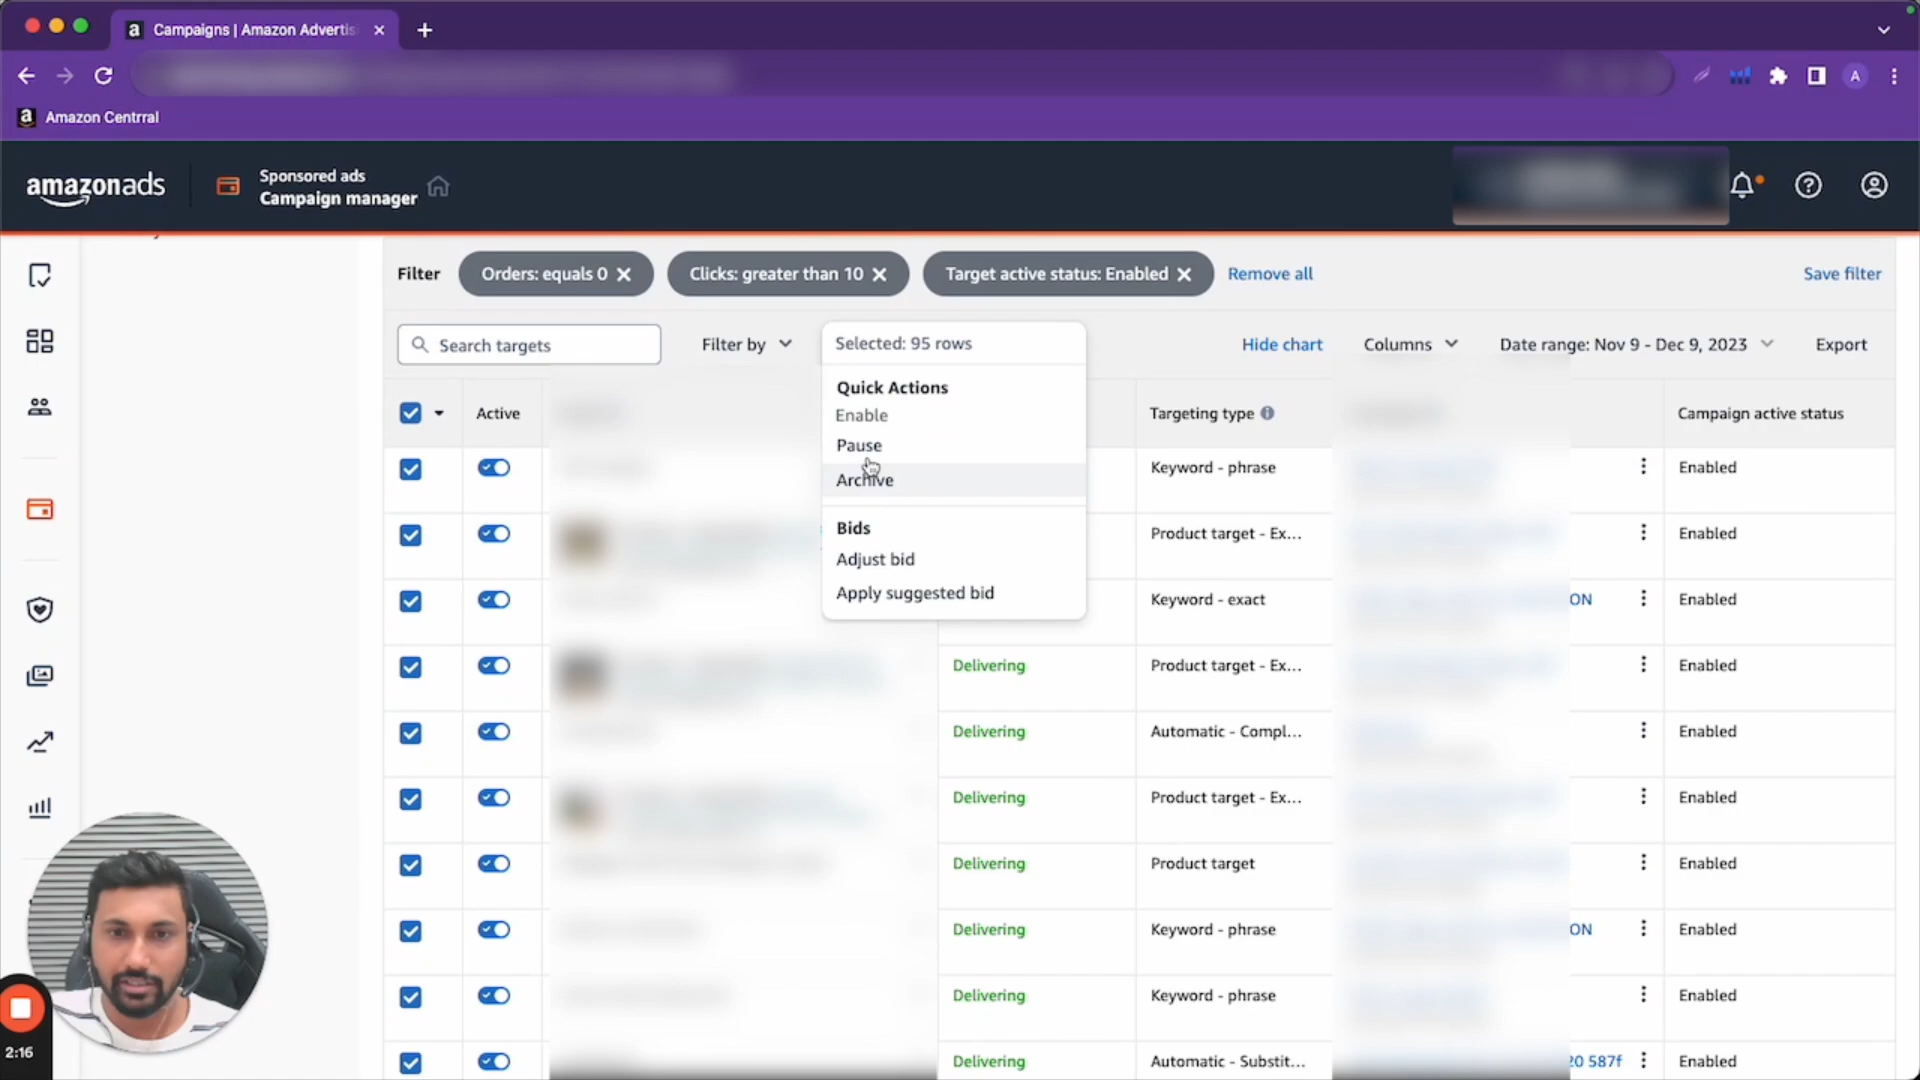 Campaigns | Amazon Advertis
Amazon Centrral
A
amazonads
Sponsored ads
Campaign manager
Filter
Orders: equals 0
Clicks: greater than 10
Target active status: Enabled
Remove all
Save filter
Search targets
Filter by
Selected: 95 rows
Hide chart
Columns
Date range: Nov 9 - Dec 9, 2023
Export
Quick Actions
Enable
Pause
Archive
Bids
Adjust bid
Apply suggested bid
Active
Targeting type
Campaign active status
Keyword - phrase
Enabled
Product target - Ex...
Enabled
Keyword - exact
ON
Enabled
Delivering
Product target - Ex...
Enabled
Delivering
Automatic - Compl...
Enabled
Delivering
Product target - Ex...
Enabled
Delivering
Product target
Enabled
Delivering
Keyword - phrase
ON
Enabled
Delivering
Keyword - phrase
Enabled
Delivering
Automatic - Substit...
20 587f
Enabled
2:16